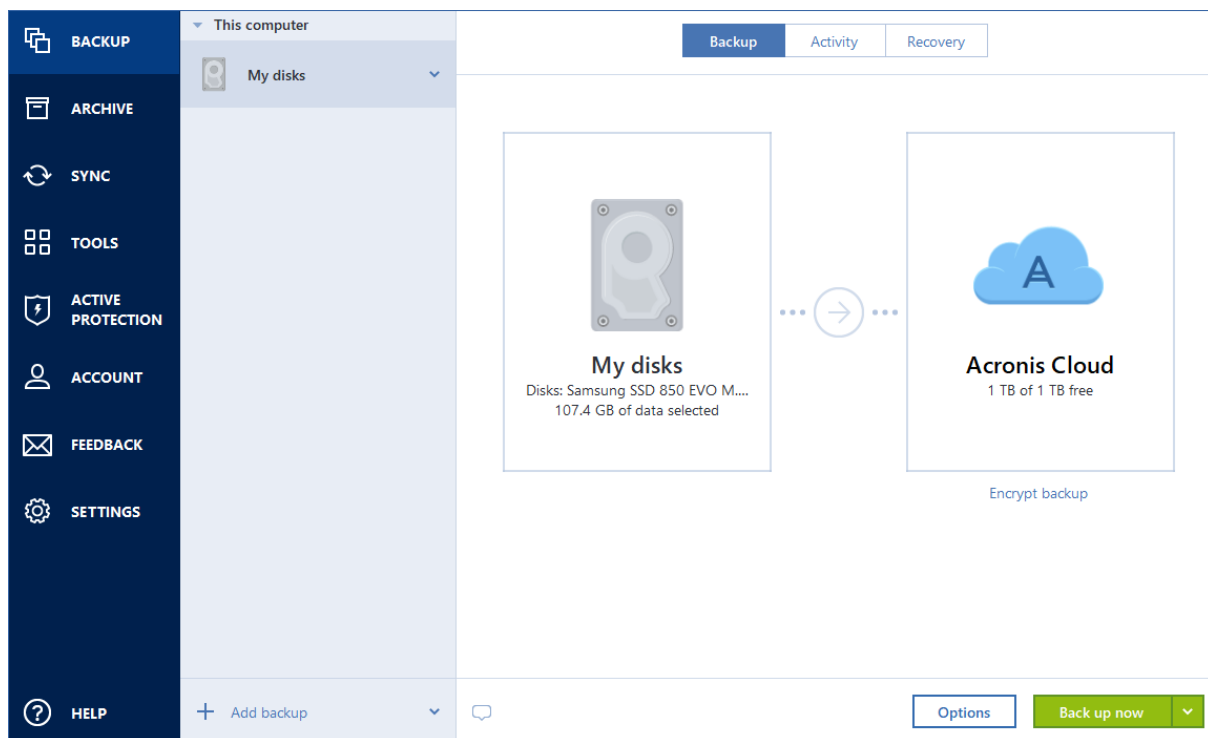 BACKUP
ARCHIVE
SYNC
TOOLS
ACTIVE
PROTECTION
ACCOUNT
FEEDBACK
SETTINGS
HELP
This computer
My disks
Add backup
Backup
Activity
Recovery
My disks
Disks: Samsung SSD 850 EVO M....
107.4 GB of data selected
Acronis Cloud
1 TB of 1 TB free
Encrypt backup
Options
Back up now